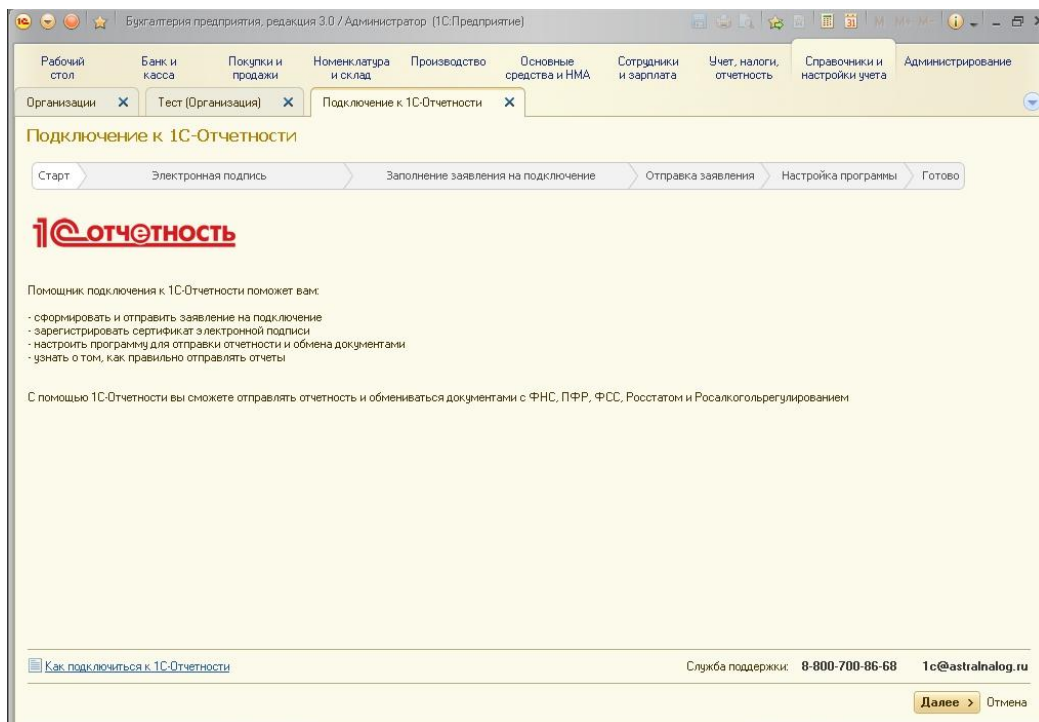 Бухгалтерия предприятия, редакция 3.0 / Администратор (1С:Предприятие)
M M+ M-
Рабочий стол
Банк и касса
Покупки и продажи
Номенклатура и склад
Производство
Основные средства и НМА
Сотрудники и зарплата
Учет, налоги, отчетность
Справочники и настройки учета
Администрирование
Организации
Тест (Организация)
Подключение к 1С-Отчетности
Подключение к 1С-Отчетности
Старт
Электронная подпись
Заполнение заявления на подключение
Отправка заявления
Настройка программы
Готово
1С отчетность
Помощник подключения к 1С-Отчетности поможет вам:
- сформировать и отправить заявление на подключение
- зарегистрировать сертификат электронной подписи
- настроить программу для отправки отчетности и обмена документами
- узнать о том, как правильно отправлять отчеты
С помощью 1С-Отчетности вы сможете отправлять отчетность и обмениваться документами с ФНС, ПФР, ФСС, Росстатом и Росалкогольрегулированием
Как подключиться к 1С-Отчетности
Служба поддержки: 8-800-700-86-68 1c@astralnalog.ru
Далее >
Отмена